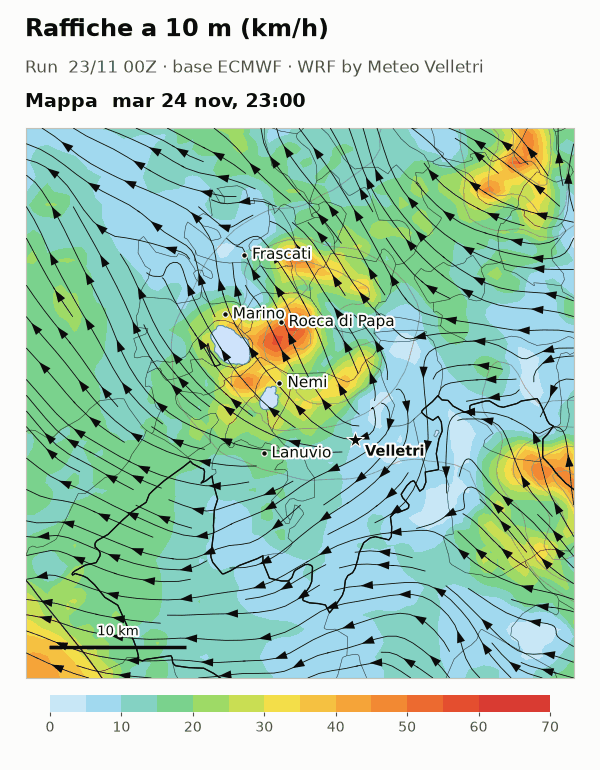 Raffiche a 10 m (km/h)
Run  23/11 00Z · base ECMWF · WRF by Meteo Velletri
Mappa  mar 24 nov, 23:00
Frascati
Marino
Rocca di Papa
Nemi
Velletri
Lanuvio
10 km
0 10 20 30 40 50 60 70